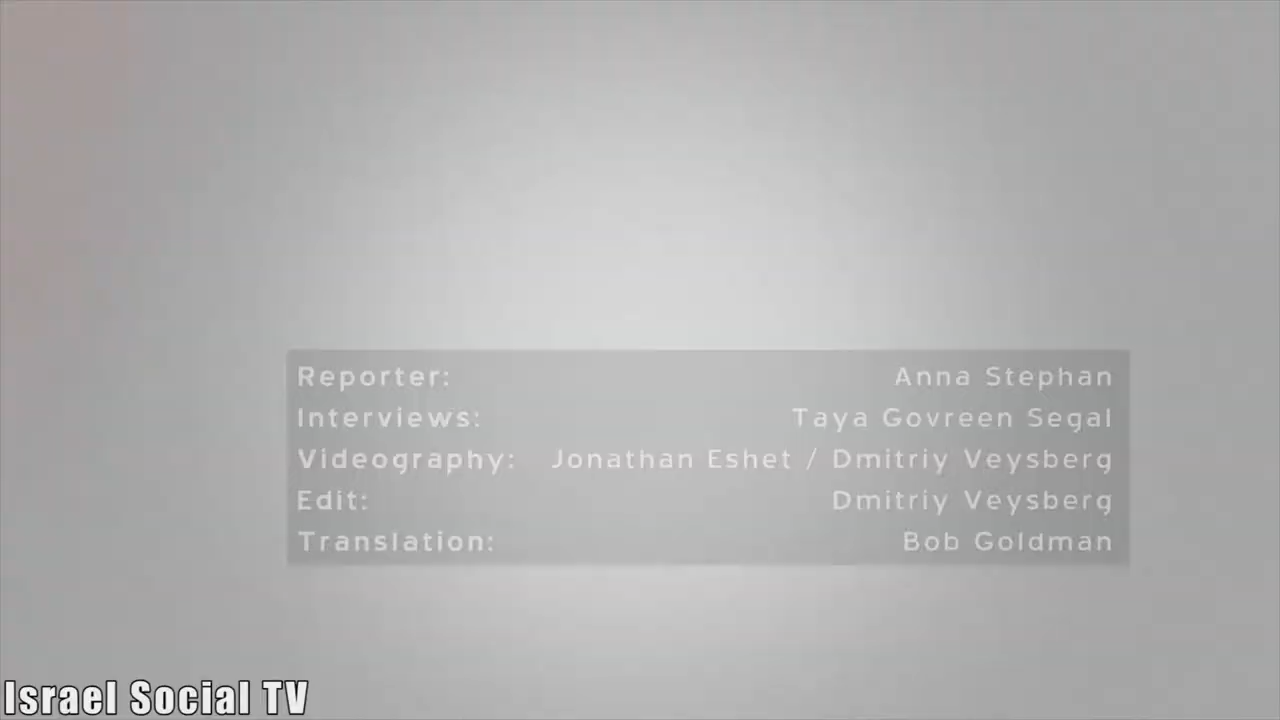 Reporter: Anna Stephan
Interviews: Taya Govreen Segal
Videography: Jonathan Eshet / Dmitriy Veysberg
Edit: Dmitriy Veysberg
Translation: Bob Goldman
Israel Social TV